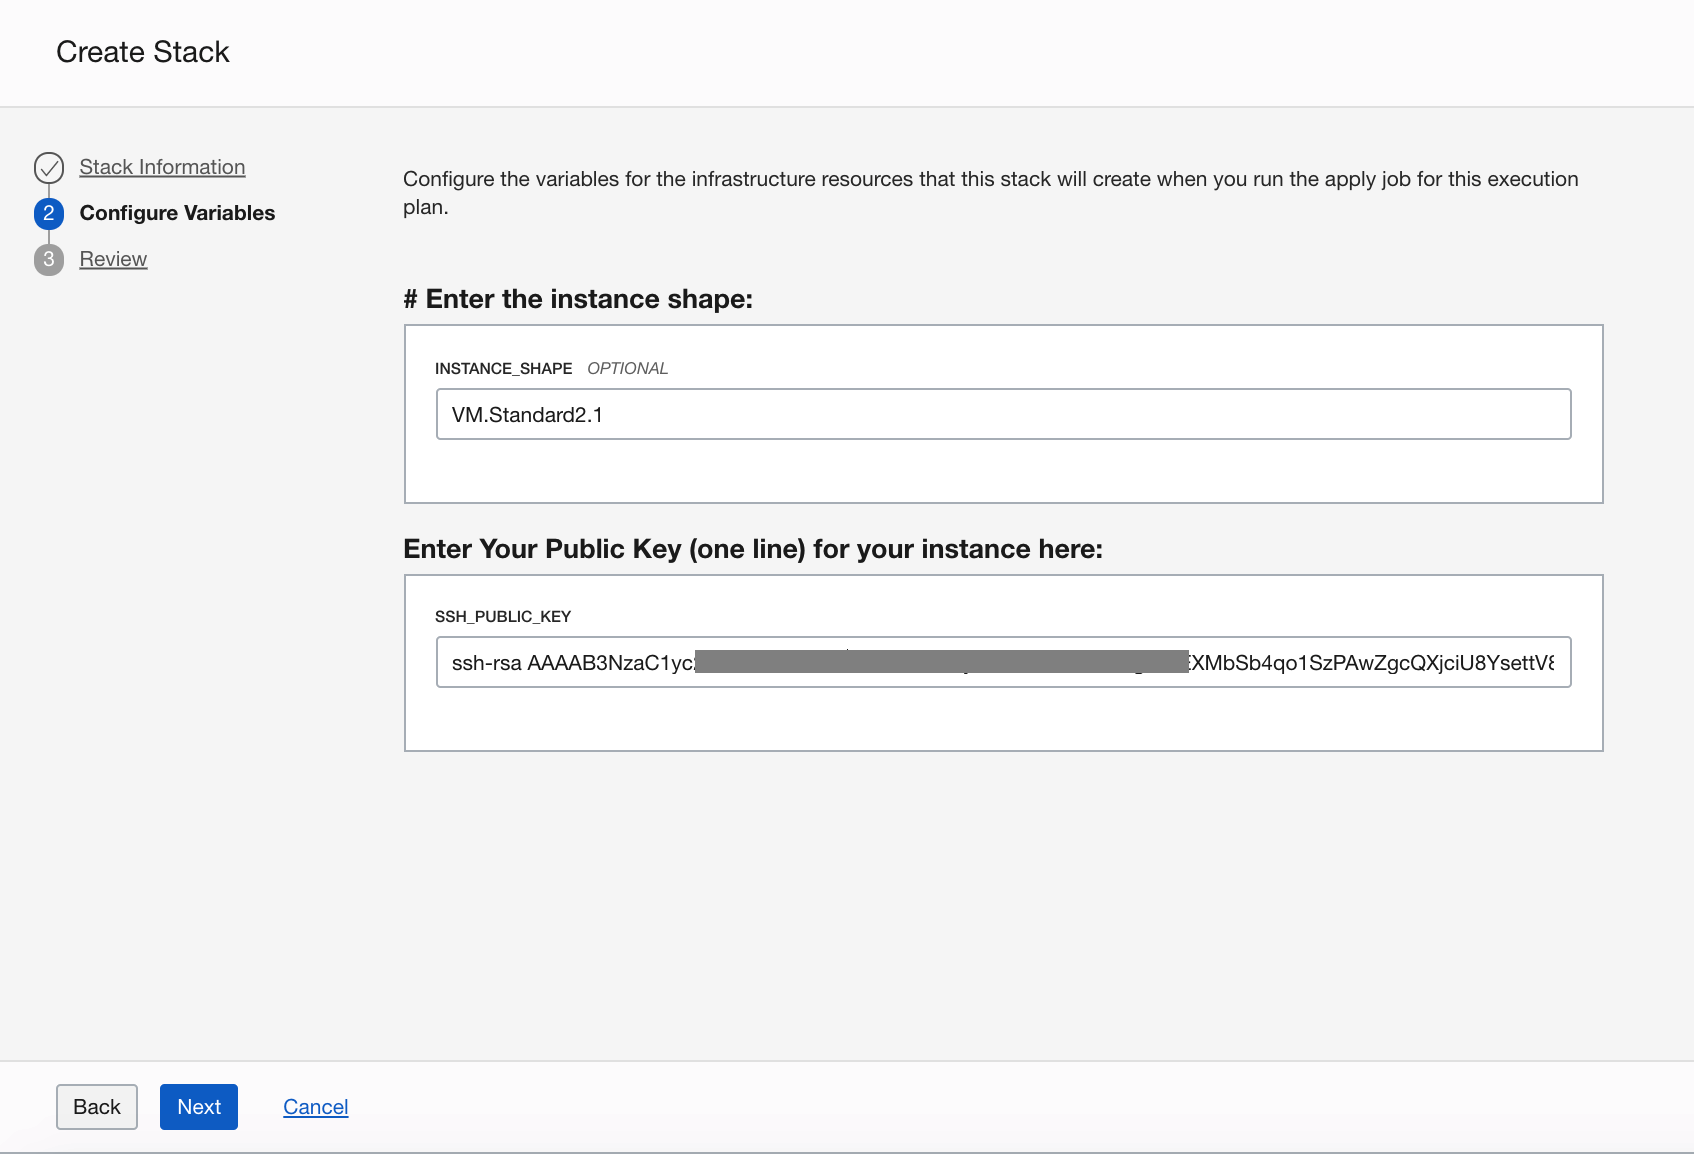 Create Stack
Stack Information
2 Configure Variables
3 Review
Configure the variables for the infrastructure resources that this stack will create when you run the apply job for this execution
plan.
# Enter the instance shape:
INSTANCE_SHAPE OPTIONAL
VM.Standard2.1
Enter Your Public Key (one line) for your instance here:
SSH_PUBLIC_KEY
ssh-rsa AAAAB3NzaC1yc XMbSb4qo1SzPAwZgcQXjciU8YsettV8
Back Next Cancel